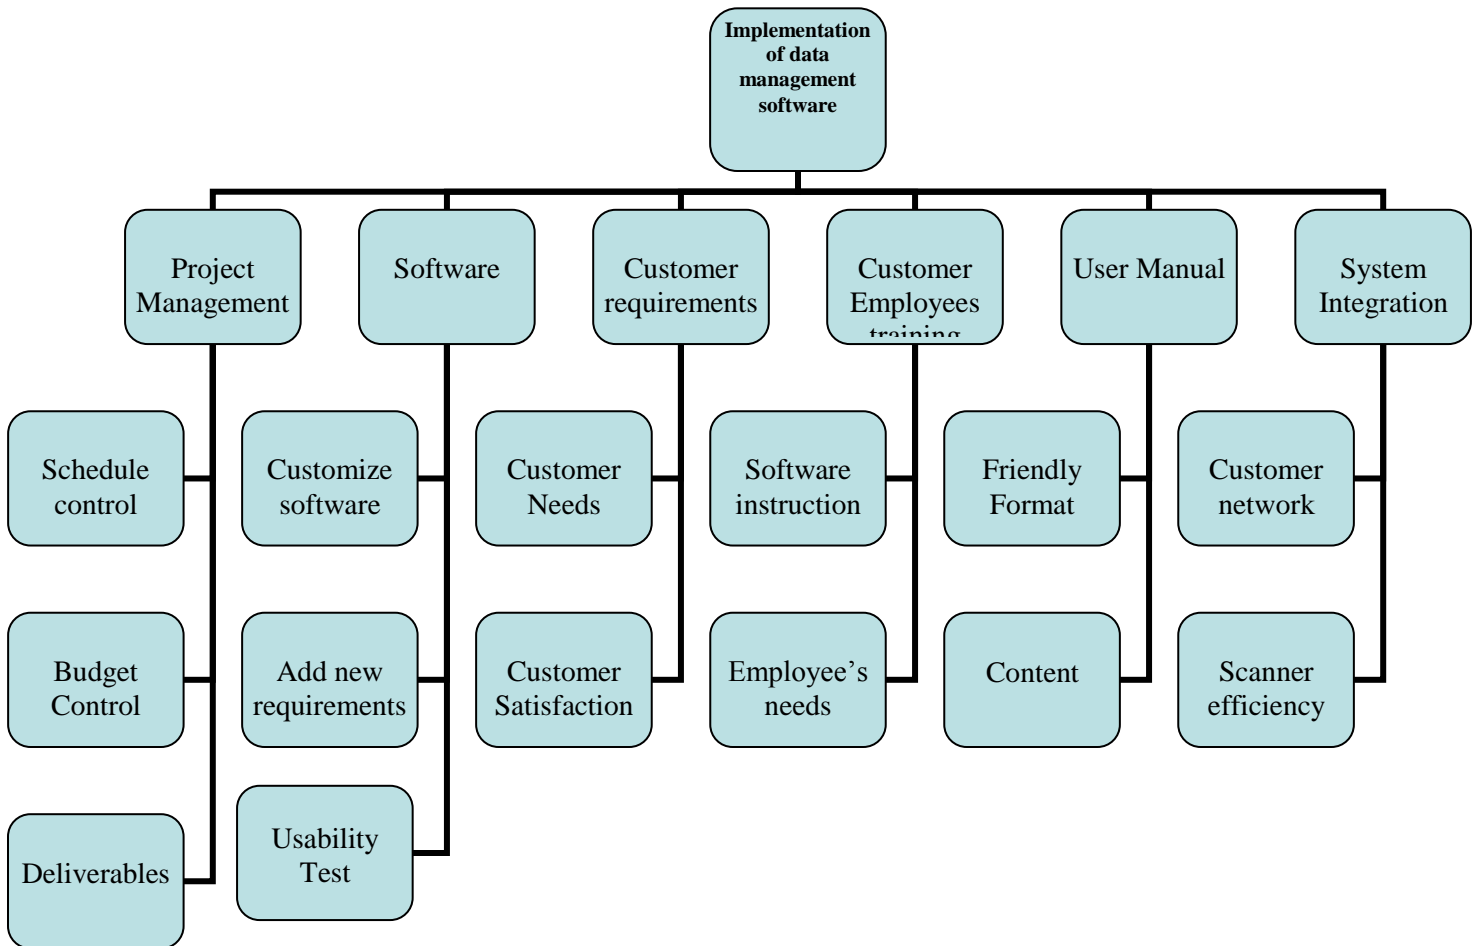 Implementation
of data
management
software
Project
Management
Software
Customer
requirements
Customer
Employees
training
User Manual
System
Integration
Schedule
control
Customize
software
Customer
Needs
Software
instruction
Friendly
Format
Customer
network
Budget
Control
Add new
requirements
Customer
Satisfaction
Employee’s
needs
Content
Scanner
efficiency
Deliverables
Usability
Test